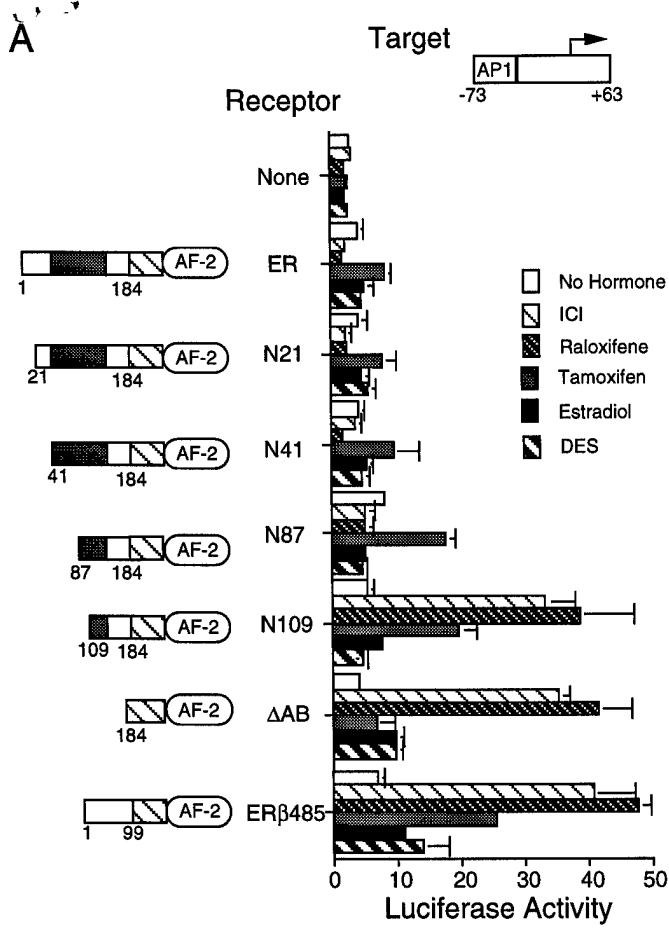 A
Target
AP1
-73 +63
Receptor
None
AF-2 ER
1 184
AF-2 N21
21 184
AF-2 N41
41 184
AF-2 N87
87 184
AF-2 N109
109 184
AF-2 ΔAB
184
AF-2 ERβ485
1 99
No Hormone
ICI
Raloxifene
Tamoxifen
Estradiol
DES
0 10 20 30 40 50
Luciferase Activity